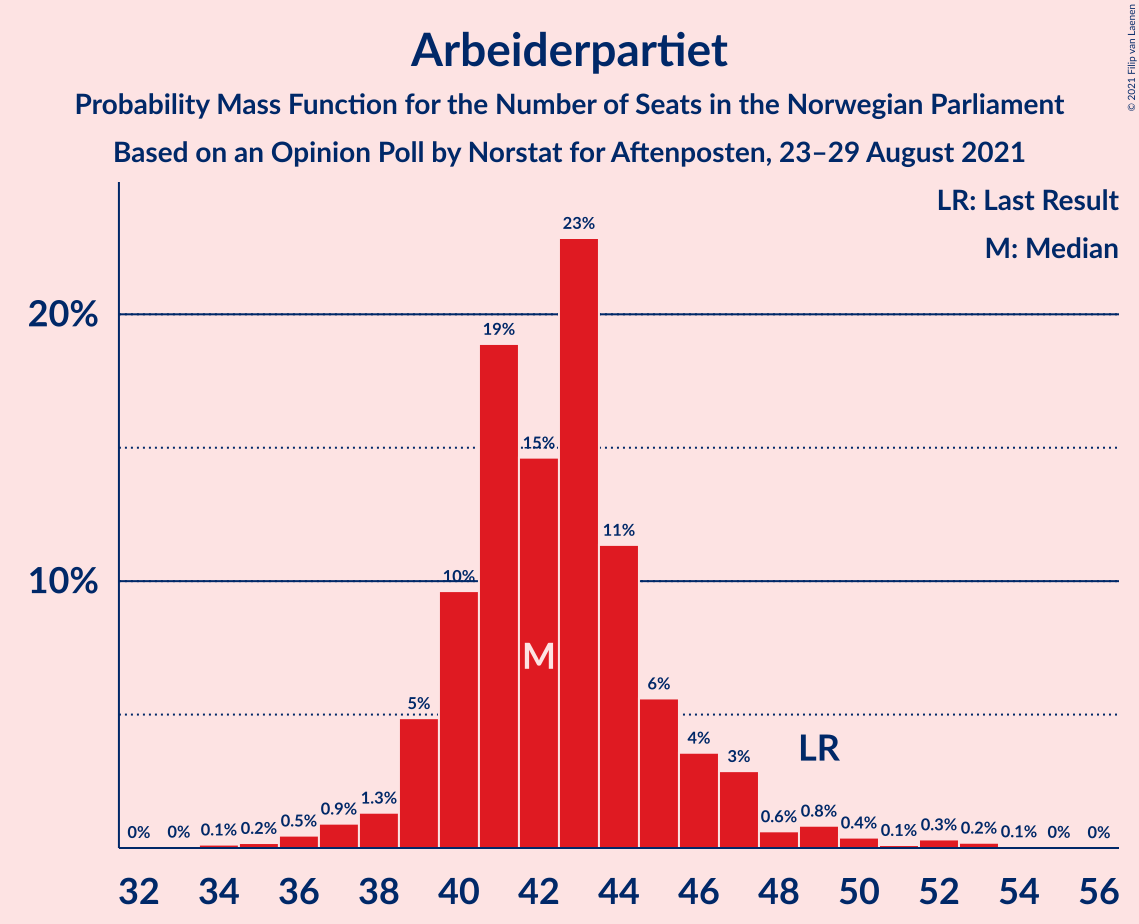 Arbeiderpartiet
Probability Mass Function for the Number of Seats in the Norwegian Parliament
Based on an Opinion Poll by Norstat for Aftenposten, 23–29 August 2021
© 2021 Filip van Laenen
LR: Last Result
M: Median
20%
10%
0% 0% 0.1% 0.2% 0.5% 0.9% 1.3% 5% 10% 19% 15% 23% 11% 6% 4% 3% 0.6% 0.8% 0.4% 0.1% 0.3% 0.2% 0.1% 0% 0%
M
LR
32 34 36 38 40 42 44 46 48 50 52 54 56